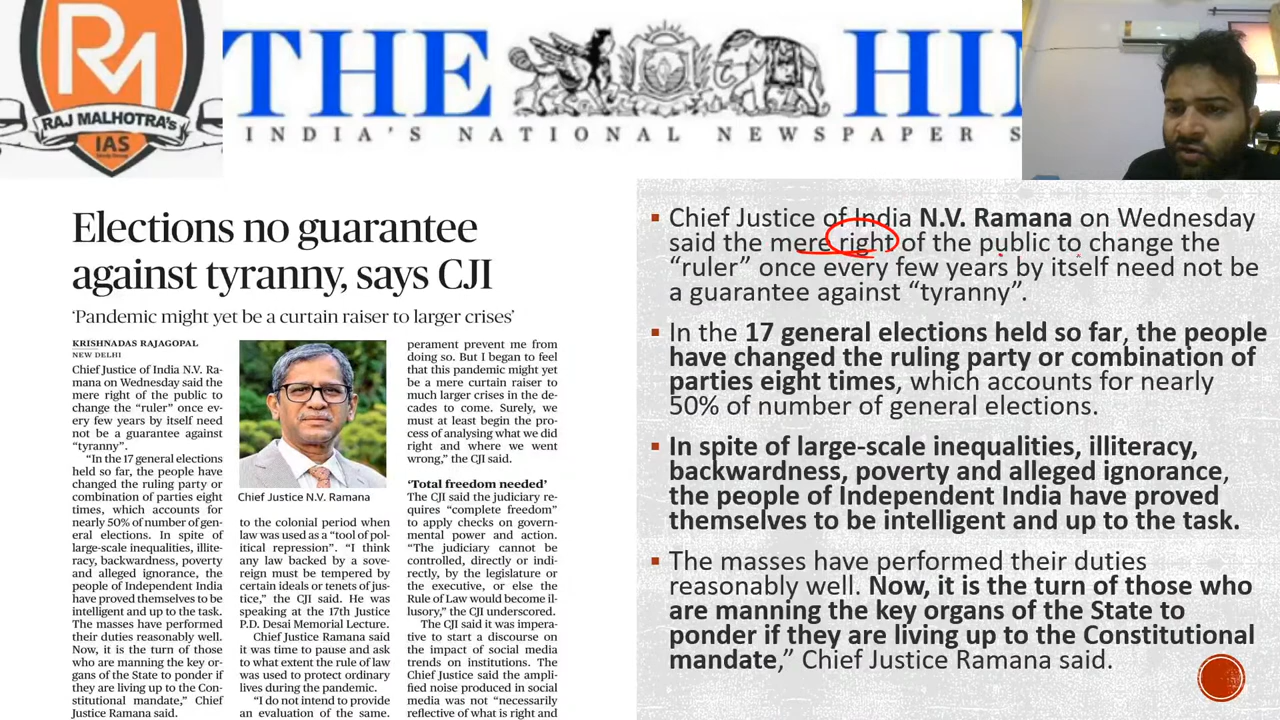 RM
RAJ MALHOTRA'S
IAS
THE HI
INDIA'S NATIONAL NEWSPAPER S
Elections no guarantee
against tyranny, says CJI
'Pandemic might yet be a curtain raiser to larger crises'
KRISHNADAS RAJAGOPAL
NEW DELHI
Chief Justice of India N.V. Ra-
mana on Wednesday said the
mere right of the public to
change the “ruler” once ev-
ery few years by itself need
not be a guarantee against
“tyranny”.
“In the 17 general elections
held so far, the people have
changed the ruling party or
combination of parties eight
times, which accounts for
nearly 50% of number of gen-
eral elections. In spite of
large-scale inequalities, illite-
racy, backwardness, poverty
and alleged ignorance, the
people of Independent India
have proved themselves to be
intelligent and up to the task.
The masses have performed
their duties reasonably well.
Now, it is the turn of those
who are manning the key or-
gans of the State to ponder if
they are living up to the Con-
stitutional mandate,” Chief
Justice Ramana said.
Chief Justice N.V. Ramana
to the colonial period when
law was used as a “tool of pol-
itical repression”. “I think
any law backed by a sove-
reign must be tempered by
certain ideals or tenets of jus-
tice,” the CJI said. He was
speaking at the 17th Justice
P.D. Desai Memorial Lecture.
Chief Justice Ramana said
it was time to pause and ask
to what extent the rule of law
was used to protect ordinary
lives during the pandemic.
“I do not intend to provide
an evaluation of the same.
perament prevent me from
doing so. But I began to feel
that this pandemic might yet
be a mere curtain raiser to
much larger crises in the de-
cades to come. Surely, we
must at least begin the pro-
cess of analysing what we did
right and where we went
wrong,” the CJI said.
‘Total freedom needed’
The CJI said the judiciary re-
quires “complete freedom”
to apply checks on govern-
mental power and action.
“The judiciary cannot be
controlled, directly or indi-
rectly, by the legislature or
the executive, or else the
Rule of Law would become il-
lusory,” the CJI underscored.
The CJI said it was impera-
tive to start a discourse on
the impact of social media
trends on institutions. The
Chief Justice said the ampli-
fied noise produced in social
media was not “necessarily
reflective of what is right and
Chief Justice of India N.V. Ramana on Wednesday
said the mere right of the public to change the
“ruler” once every few years by itself need not be
a guarantee against “tyranny”.
In the 17 general elections held so far, the people
have changed the ruling party or combination of
parties eight times, which accounts for nearly
50% of number of general elections.
In spite of large-scale inequalities, illiteracy,
backwardness, poverty and alleged ignorance,
the people of Independent India have proved
themselves to be intelligent and up to the task.
The masses have performed their duties
reasonably well. Now, it is the turn of those who
are manning the key organs of the State to
ponder if they are living up to the Constitutional
mandate,” Chief Justice Ramana said.